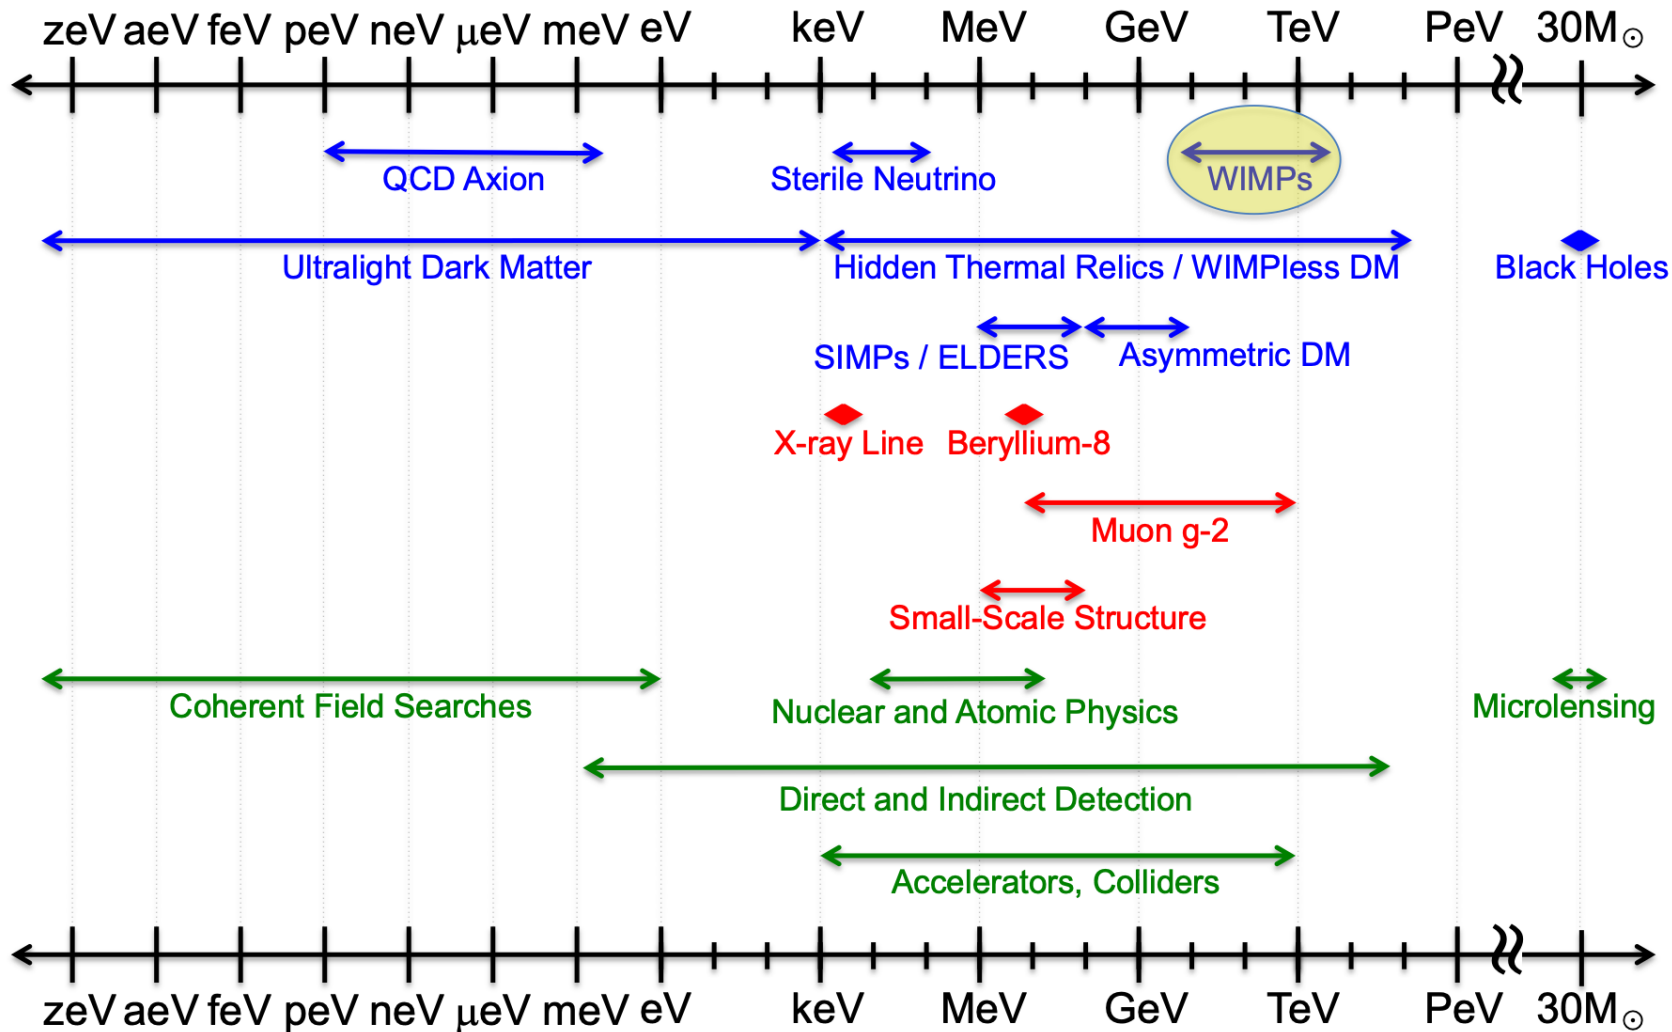 zeV aeV feV peV neV μeV meV eV keV MeV GeV TeV PeV 30M☉
QCD Axion Sterile Neutrino WIMPs
Ultralight Dark Matter Hidden Thermal Relics / WIMPless DM Black Holes
SIMPs / ELDERS Asymmetric DM
X-ray Line Beryllium-8
Muon g-2
Small-Scale Structure
Coherent Field Searches Nuclear and Atomic Physics Microlensing
Direct and Indirect Detection
Accelerators, Colliders
zeV aeV feV peV neV μeV meV eV keV MeV GeV TeV PeV 30M☉